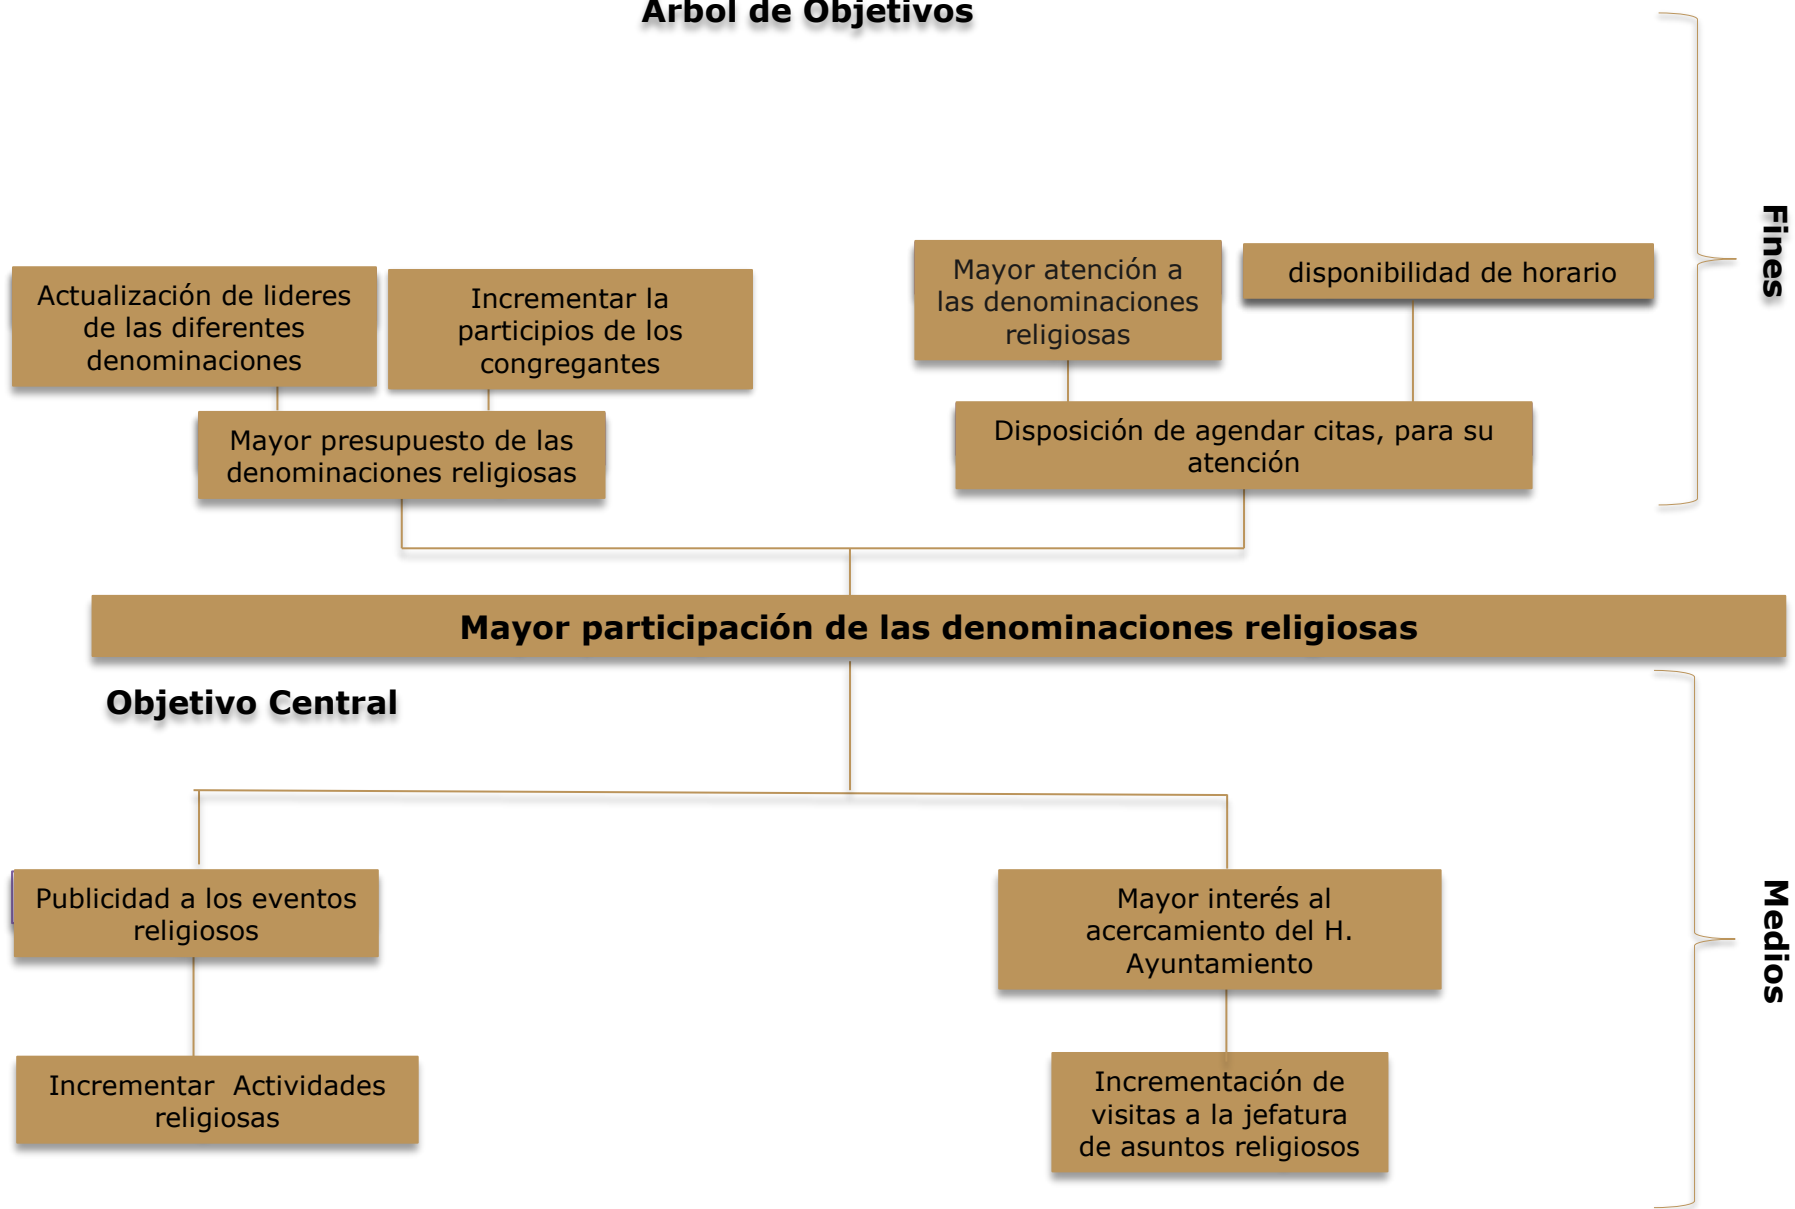 Arbol de Objetivos
Fines
Actualización de lideres
de las diferentes
denominaciones
Incrementar la
participios de los
congregantes
Mayor atención a
las denominaciones
religiosas
disponibilidad de horario
Mayor presupuesto de las
denominaciones religiosas
Disposición de agendar citas, para su
atención
Mayor participación de las denominaciones religiosas
Objetivo Central
Medios
Publicidad a los eventos
religiosos
Mayor interés al
acercamiento del H.
Ayuntamiento
Incrementar  Actividades
religiosas
Incrementación de
visitas a la jefatura
de asuntos religiosos